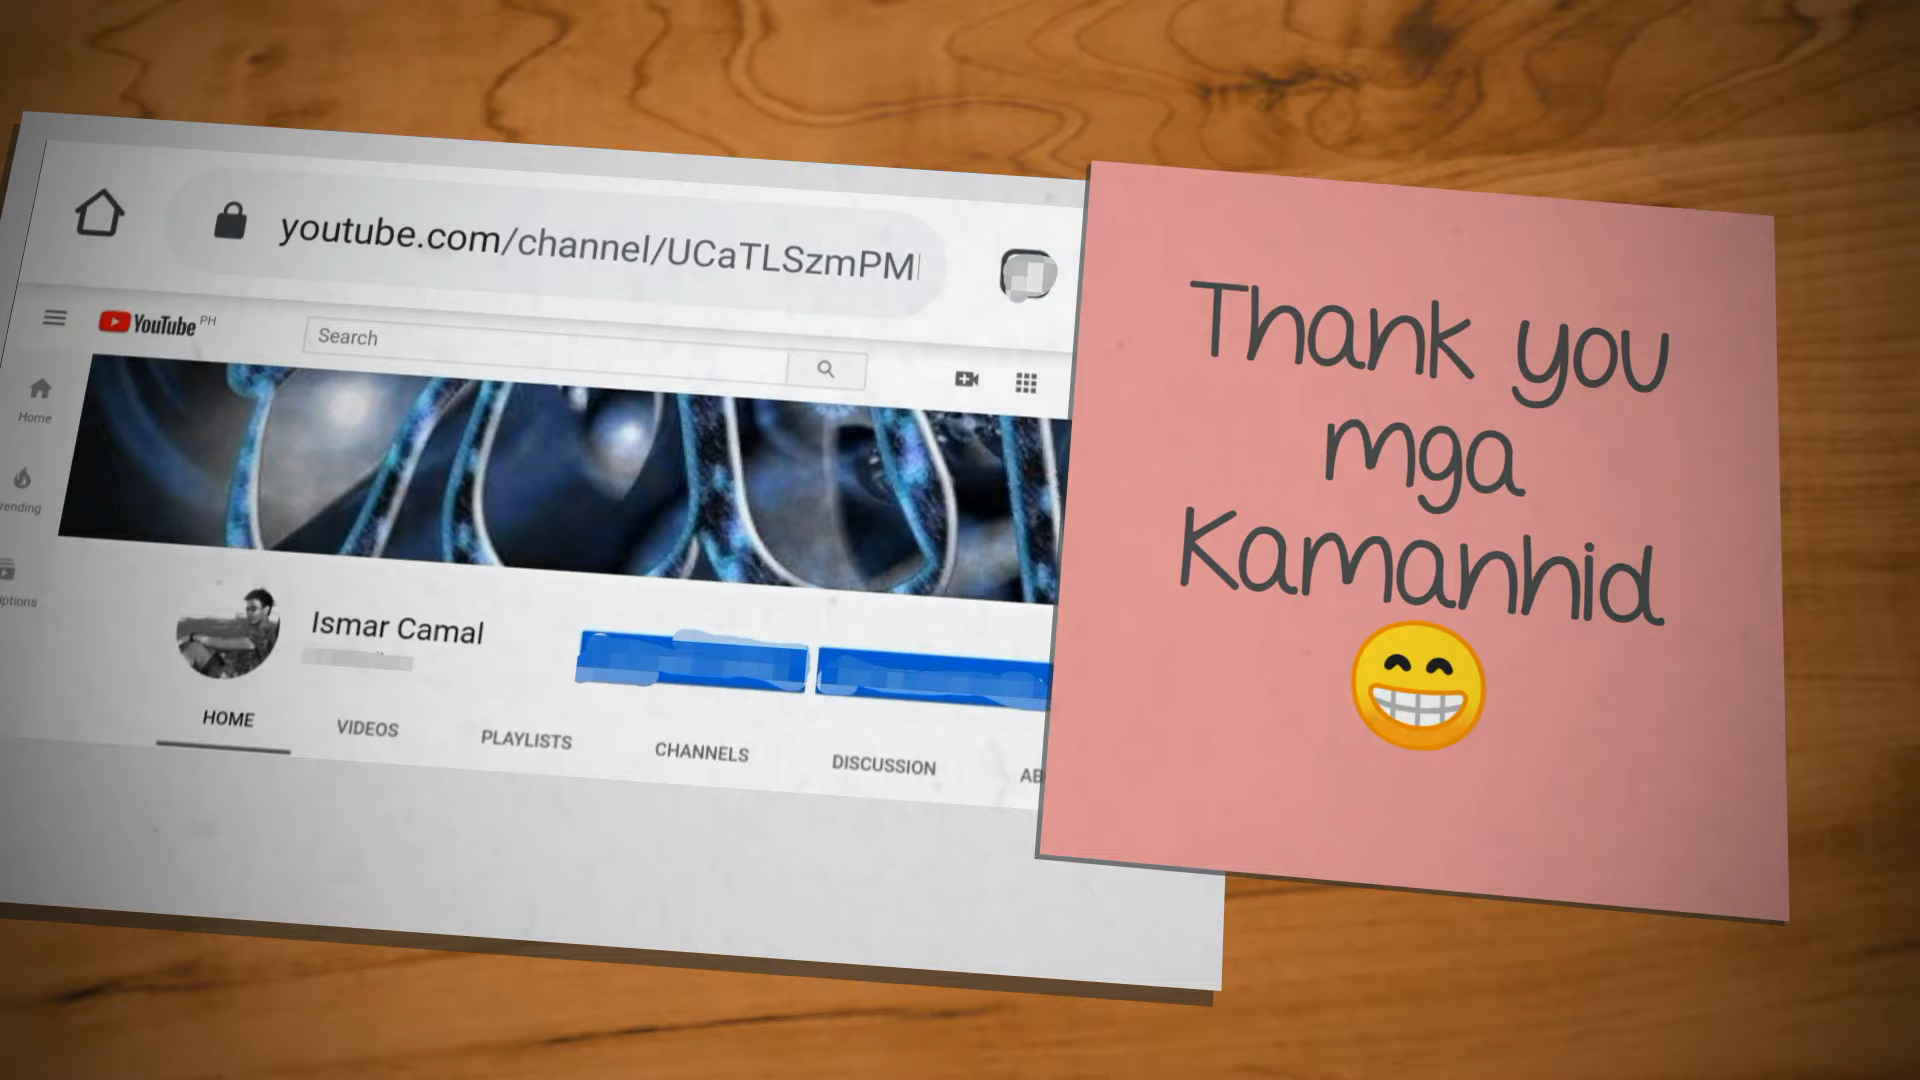 youtube.com/channel/UCaTLSzmPM
YouTube PH
Search
Home
rending
iptions
Ismar Camal
HOME
VIDEOS
PLAYLISTS
CHANNELS
DISCUSSION
AB
Thank you
mga
Kamanhid